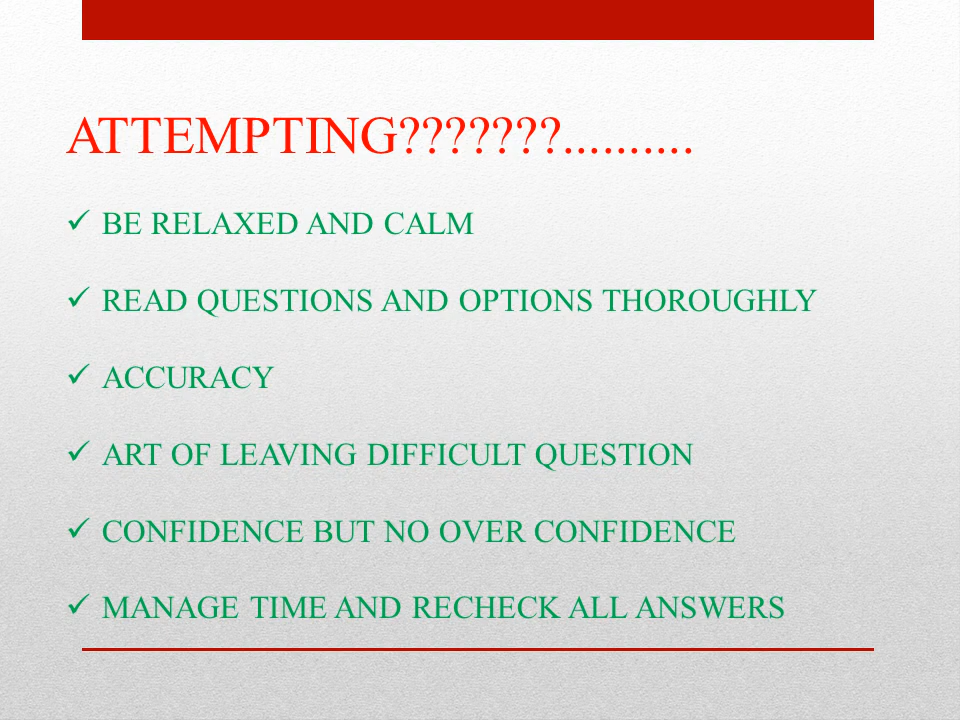 ATTEMPTING???????..........
✓ BE RELAXED AND CALM
✓ READ QUESTIONS AND OPTIONS THOROUGHLY
✓ ACCURACY
✓ ART OF LEAVING DIFFICULT QUESTION
✓ CONFIDENCE BUT NO OVER CONFIDENCE
✓ MANAGE TIME AND RECHECK ALL ANSWERS